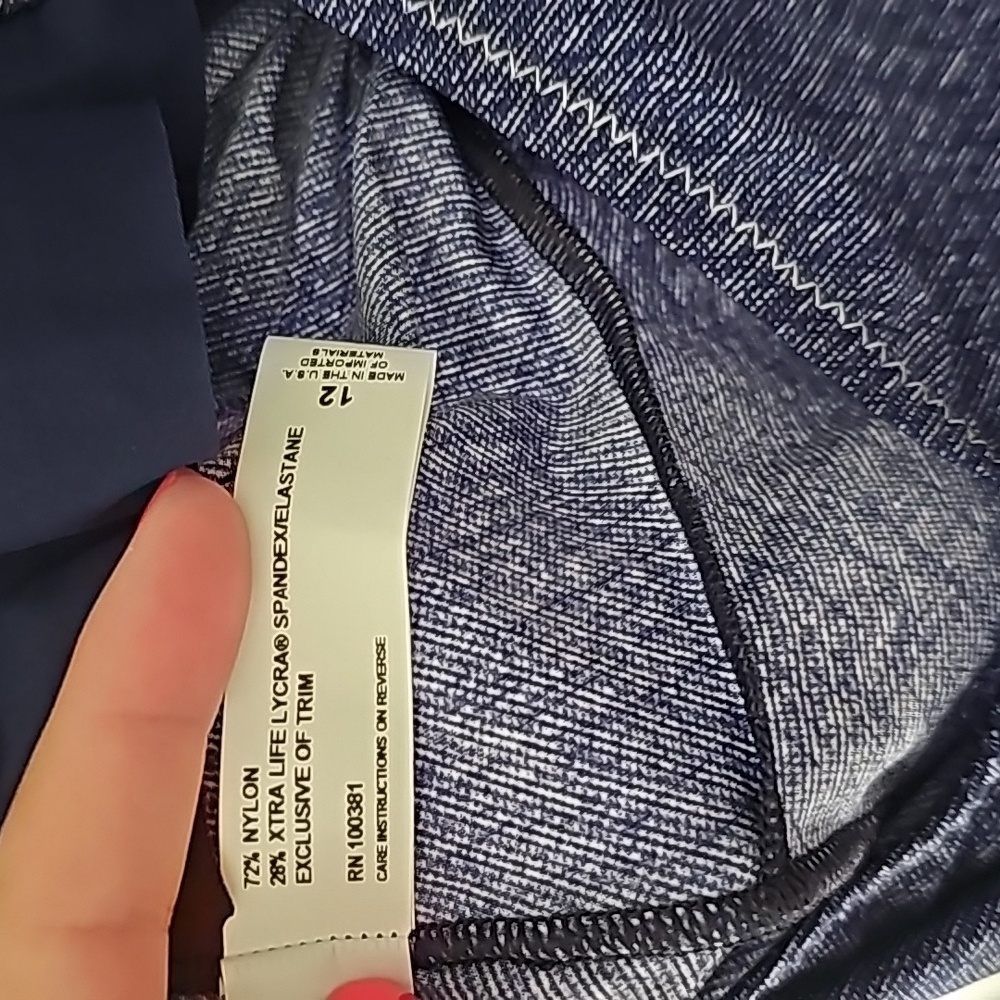 MADE IN THE U.S.A.
OF IMPORTED
MATERIALS
12
72% NYLON
28% XTRA LIFE LYCRA® SPANDEX/ELASTANE
EXCLUSIVE OF TRIM
RN 100381
CARE INSTRUCTIONS ON REVERSE